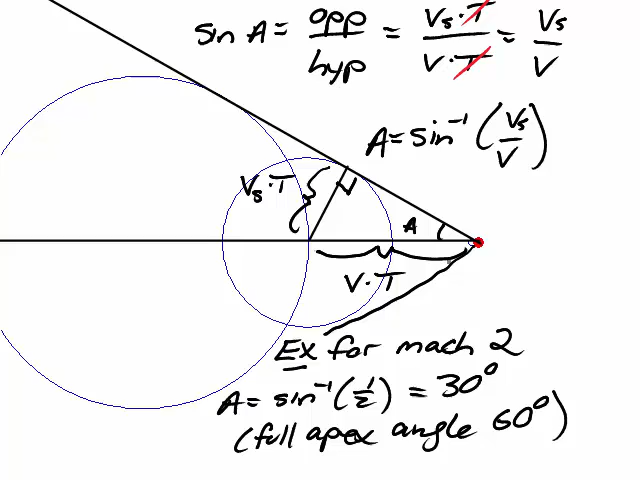 sin A = opp/hyp = Vs·T/V·T = Vs/V
A = sin⁻¹(Vs/V)
Vs·T
A
V·T
Ex for mach 2
A = sin⁻¹(1/2) = 30°
(full apex angle 60°)